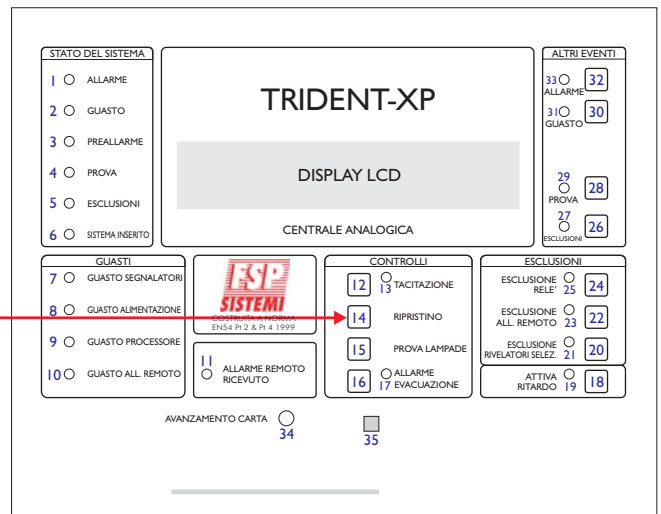 STATO DEL SISTEMA
1 ALLARME
2 GUASTO
3 PREALLARME
4 PROVA
5 ESCLUSIONI
6 SISTEMA INSERITO
TRIDENT-XP
DISPLAY LCD
CENTRALE ANALOGICA
ALTRI EVENTI
33 32
ALLARME
31 30
GUASTO
29
28
PROVA
27
26
ESCLUSIONI
GUASTI
7 GUASTO SEGNALATORI
8 GUASTO ALIMENTAZIONE
9 GUASTO PROCESSORE
10 GUASTO ALL. REMOTO
FSP
SISTEMI
COSTRUITA A NORMA
EN54 Pt 2 & Pt 4 1999
11
ALLARME REMOTO
RICEVUTO
CONTROLLI
12 13 TACITAZIONE
14 RIPRISTINO
15 PROVA LAMPADE
16 ALLARME
17 EVACUAZIONE
ESCLUSIONI
ESCLUSIONE
RELE' 25 24
ESCLUSIONE
ALL. REMOTO 23 22
ESCLUSIONE
RIVELATORI SELEZ. 21 20
ATTIVA
RITARDO 19 18
AVANZAMENTO CARTA
34
35